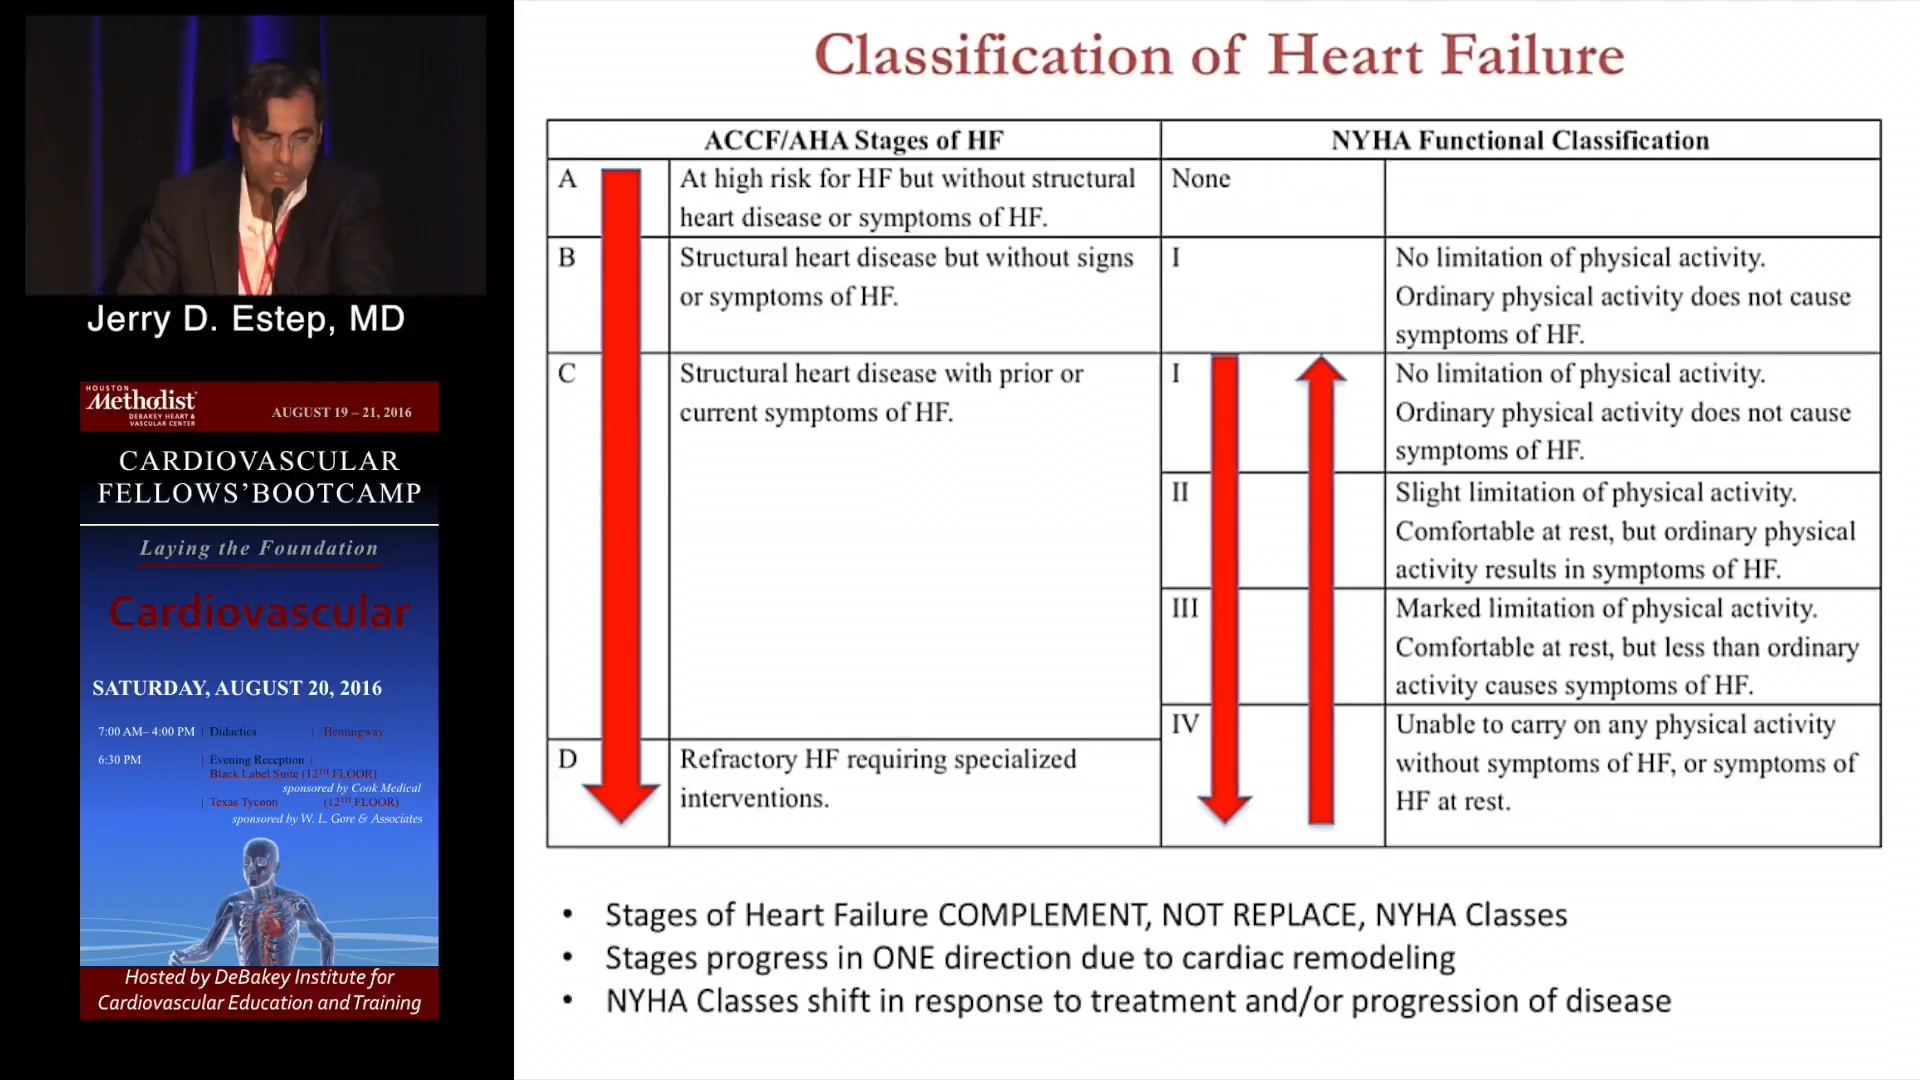 Jerry D. Estep, MD
HOUSTON
Methodist
DEBAKEY HEART &
VASCULAR CENTER
AUGUST 19 – 21, 2016
CARDIOVASCULAR
FELLOWS’BOOTCAMP
Laying the Foundation
Cardiovascular
SATURDAY, AUGUST 20, 2016
7:00 AM– 4:00 PM | Didactics | Hemingway
6:30 PM | Evening Reception |
Black Label Suite (12TH FLOOR)
sponsored by Cook Medical
| Texas Tycoon (12TH FLOOR)
sponsored by W. L. Gore & Associates
Hosted by DeBakey Institute for
Cardiovascular Education and Training
Classification of Heart Failure
ACCF/AHA Stages of HF NYHA Functional Classification
A At high risk for HF but without structural
heart disease or symptoms of HF.
None
B Structural heart disease but without signs
or symptoms of HF.
I No limitation of physical activity.
Ordinary physical activity does not cause
symptoms of HF.
C Structural heart disease with prior or
current symptoms of HF.
I No limitation of physical activity.
Ordinary physical activity does not cause
symptoms of HF.
II Slight limitation of physical activity.
Comfortable at rest, but ordinary physical
activity results in symptoms of HF.
III Marked limitation of physical activity.
Comfortable at rest, but less than ordinary
activity causes symptoms of HF.
IV Unable to carry on any physical activity
without symptoms of HF, or symptoms of
HF at rest.
D Refractory HF requiring specialized
interventions.
• Stages of Heart Failure COMPLEMENT, NOT REPLACE, NYHA Classes
• Stages progress in ONE direction due to cardiac remodeling
• NYHA Classes shift in response to treatment and/or progression of disease